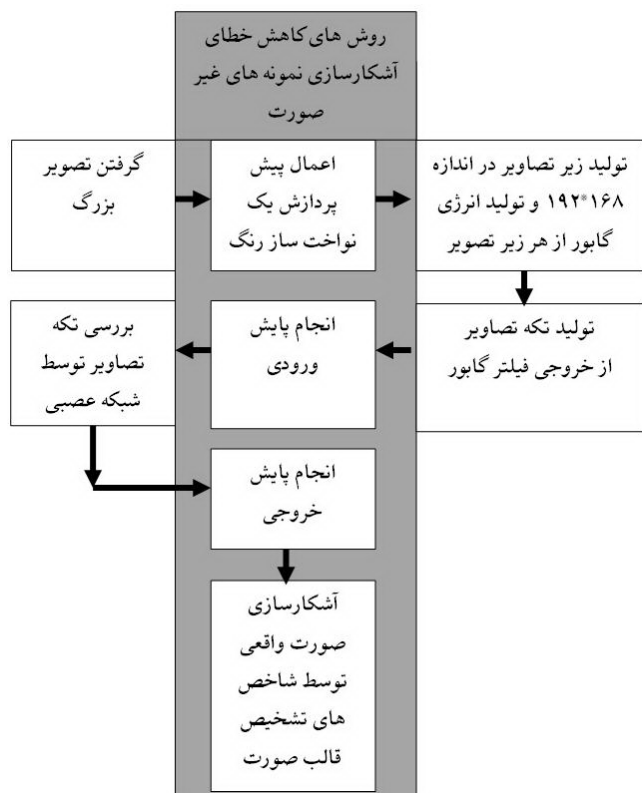 روش های کاهش خطای
آشکارسازی نمونه های غیر
صورت
گرفتن تصویر
بزرگ
اعمال پیش
پردازش یک
نواخت ساز رنگ
تولید زیر تصاویر در اندازه
۱۹۲*۱۶۸ و تولید انرژی
گابور از هر زیر تصویر
تولید تکه تصاویر
از خروجی فیلتر گابور
انجام پایش
ورودی
بررسی تکه
تصاویر توسط
شبکه عصبی
انجام پایش
خروجی
آشکارسازی
صورت واقعی
توسط شاخص
های تشخیص
قالب صورت